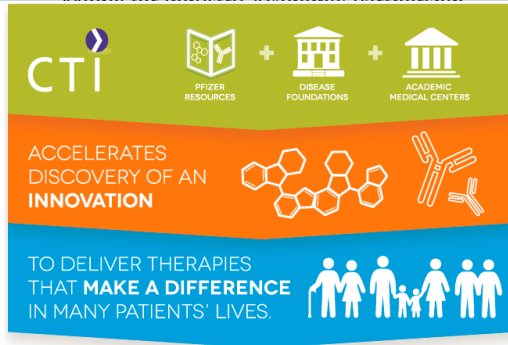 CTI
PFIZER
RESOURCES
+
DISEASE
FOUNDATIONS
+
ACADEMIC
MEDICAL CENTERS
ACCELERATES
DISCOVERY OF AN
INNOVATION
TO DELIVER THERAPIES
THAT MAKE A DIFFERENCE
IN MANY PATIENTS' LIVES.